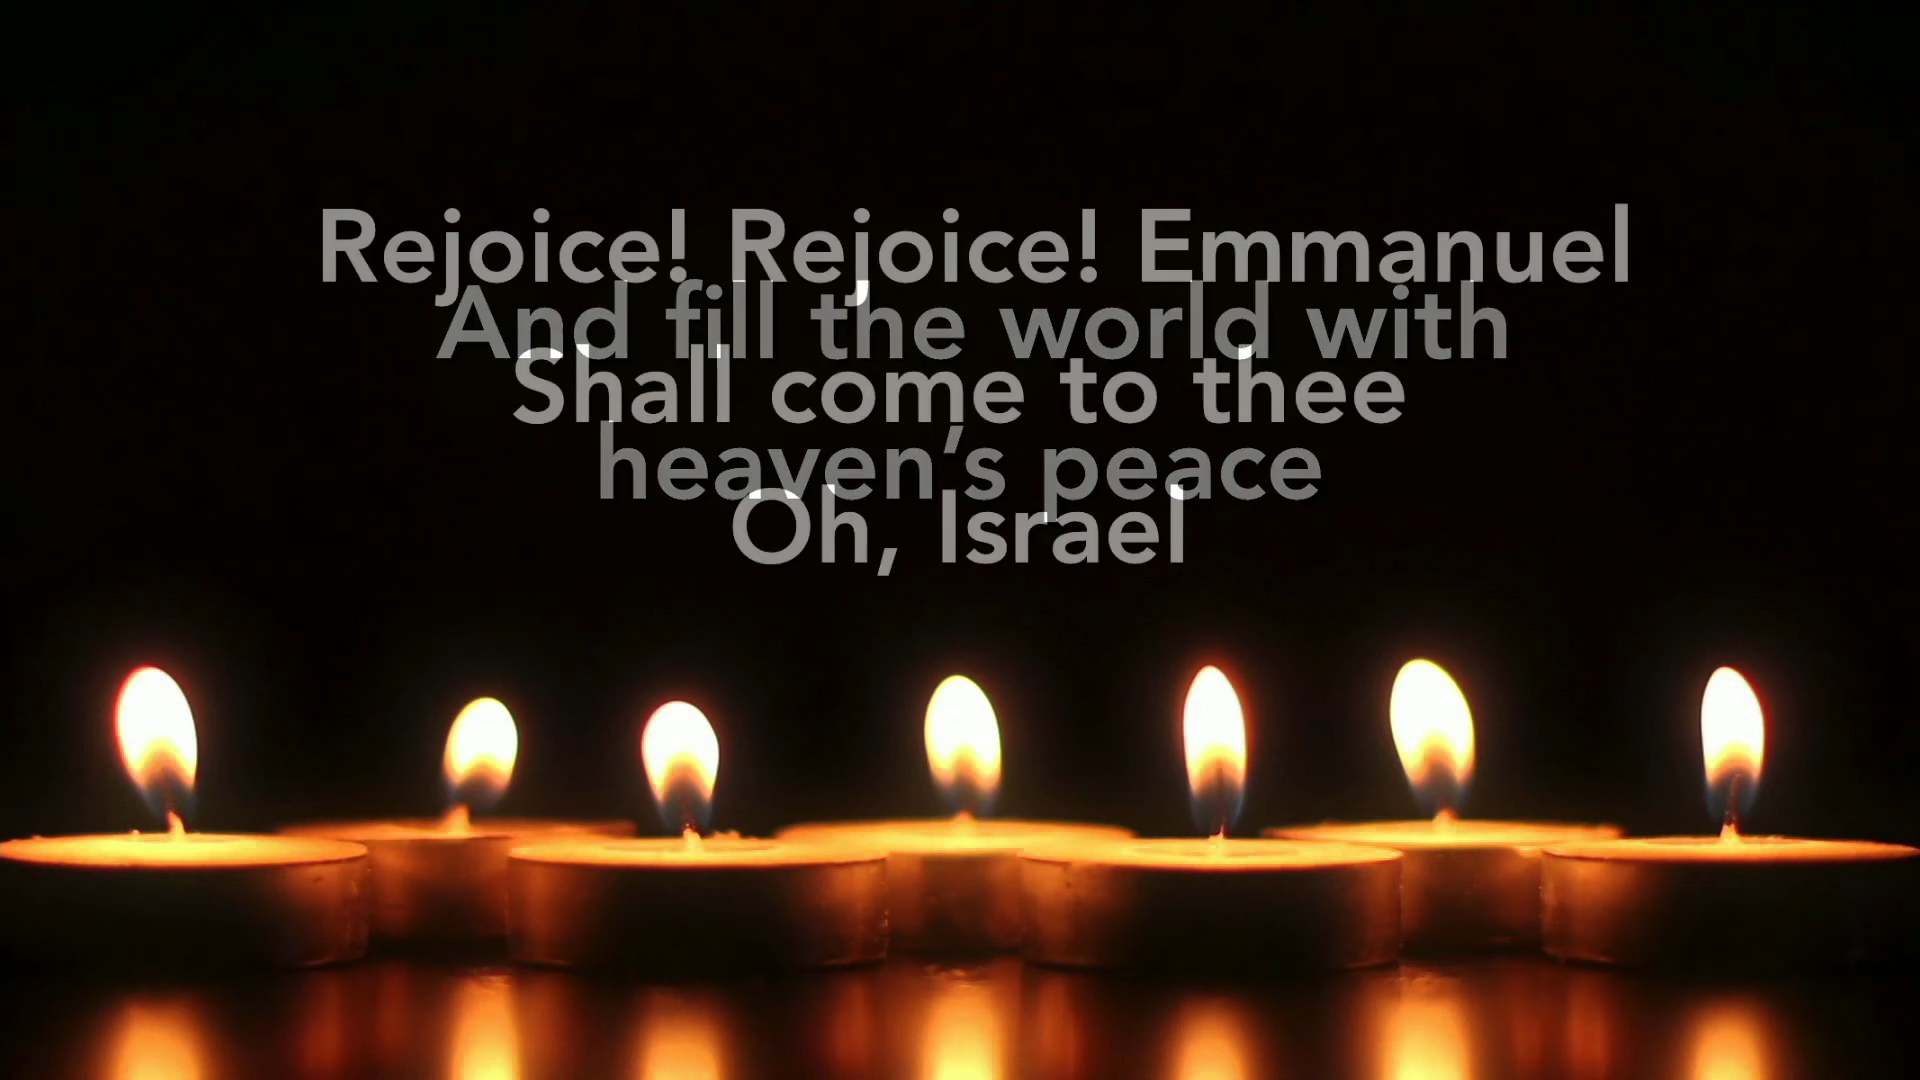 Rejoice! Rejoice! Emmanuel
And fill the world with
Shall come to thee
heaven's peace
Oh, Israel